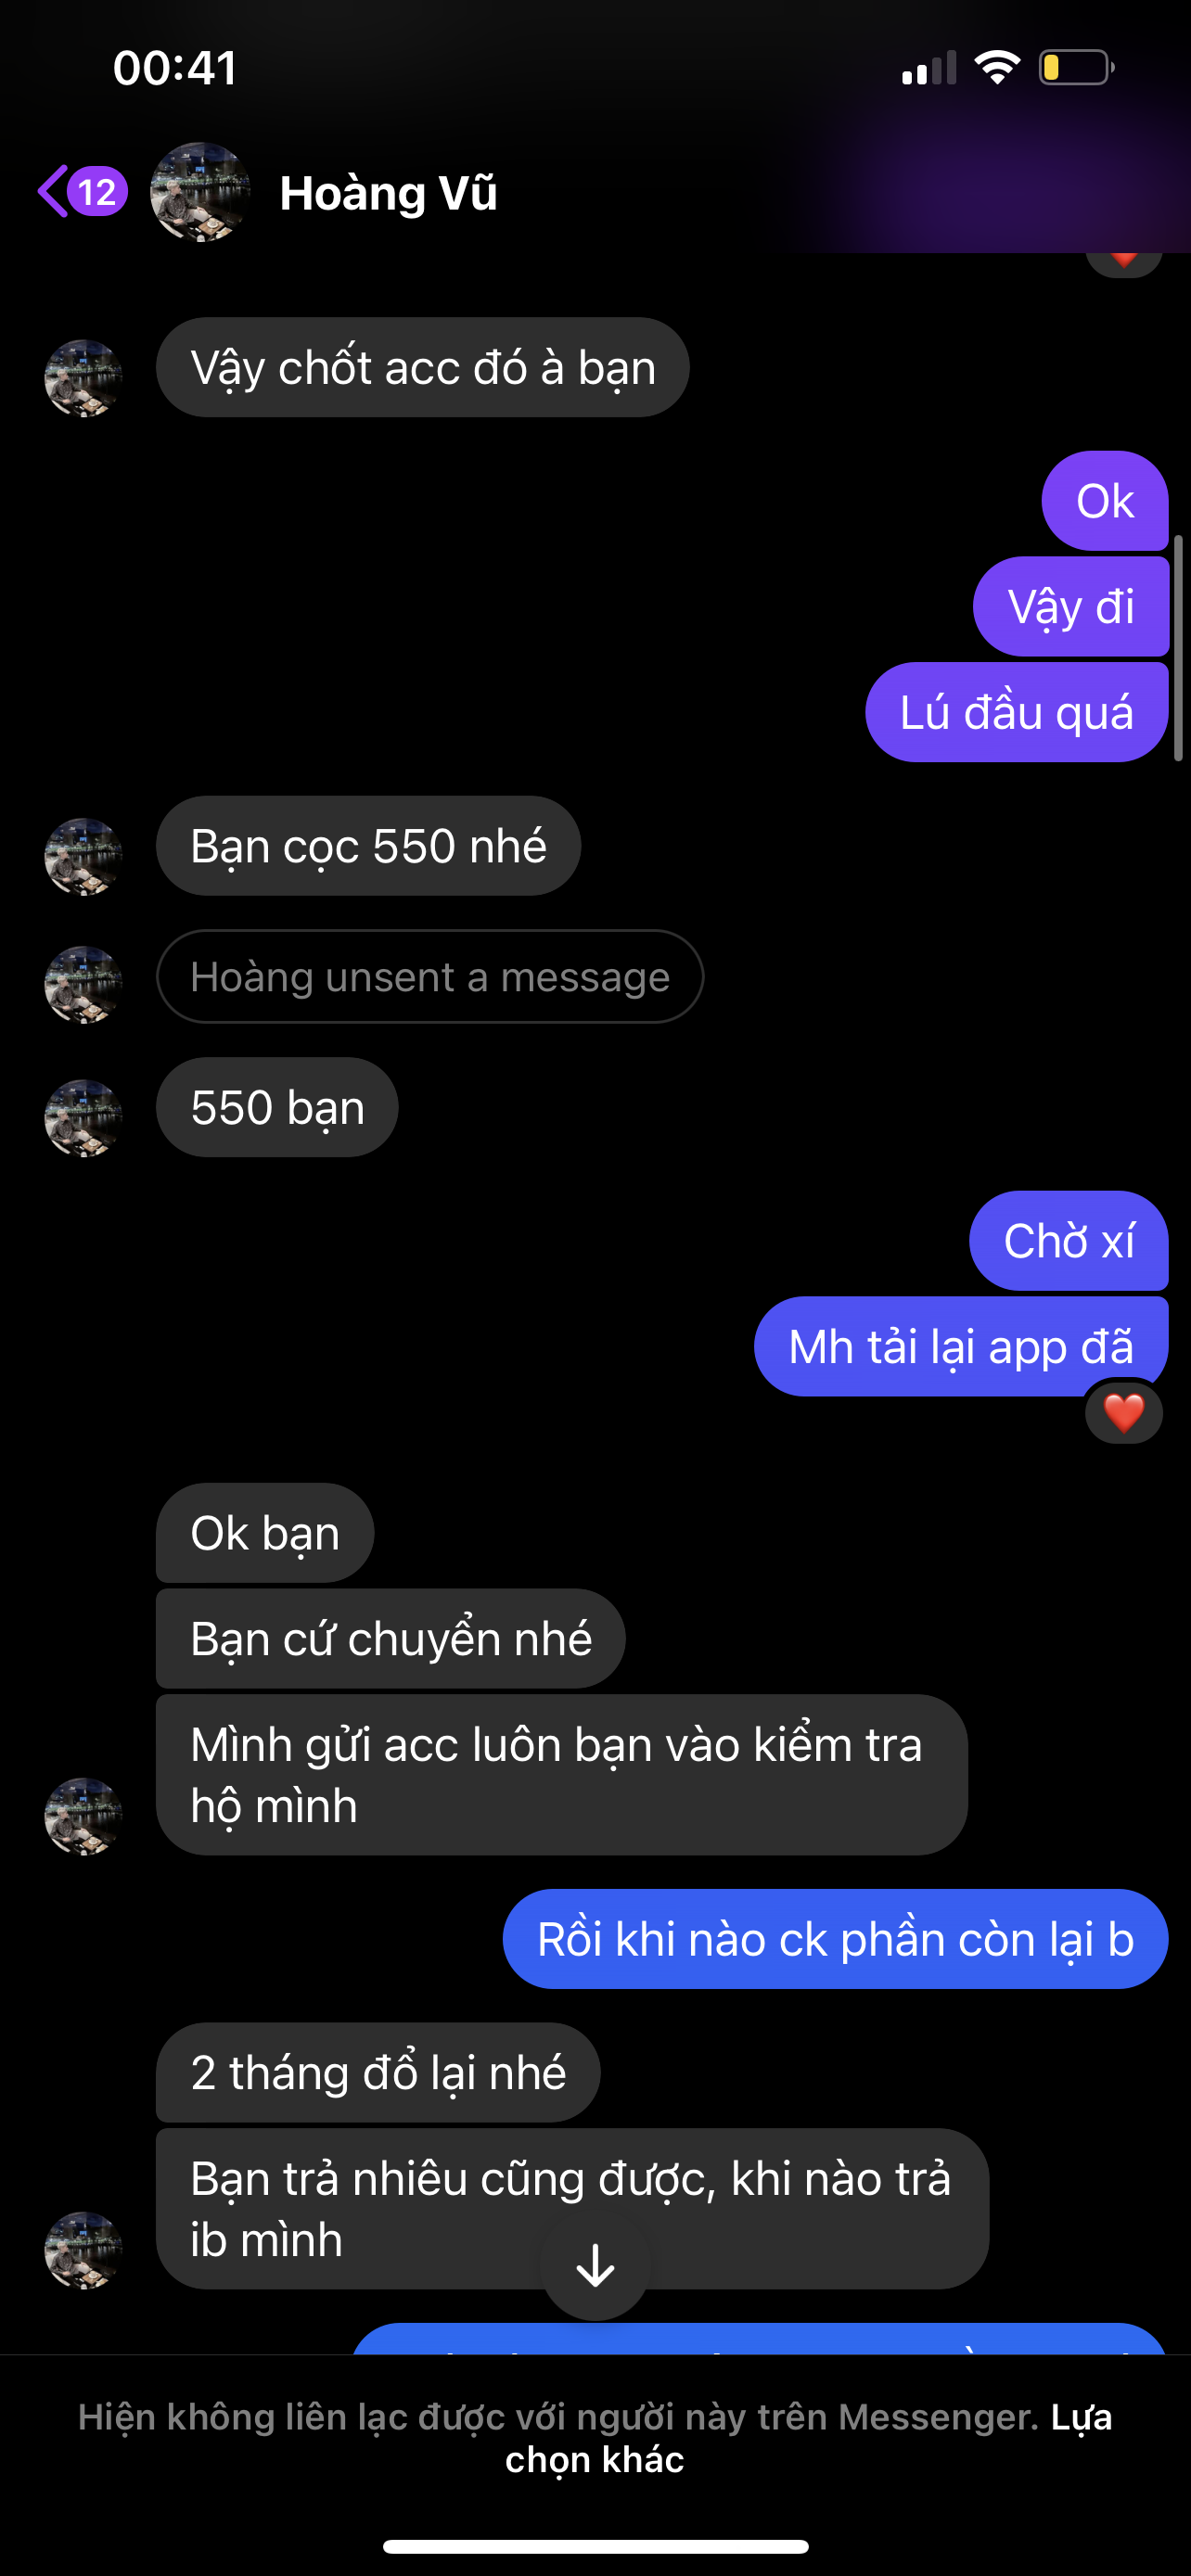 00:41
12
Hoàng Vũ
Vậy chốt acc đó à bạn
Ok
Vậy đi
Lú đầu quá
Bạn cọc 550 nhé
Hoàng unsent a message
550 bạn
Chờ xí
Mh tải lại app đã
Ok bạn
Bạn cứ chuyển nhé
Mình gửi acc luôn bạn vào kiểm tra
hộ mình
Rồi khi nào ck phần còn lại b
2 tháng đổ lại nhé
Bạn trả nhiêu cũng được, khi nào trả
ib mình
Hiện không liên lạc được với người này trên Messenger. Lựa
chọn khác